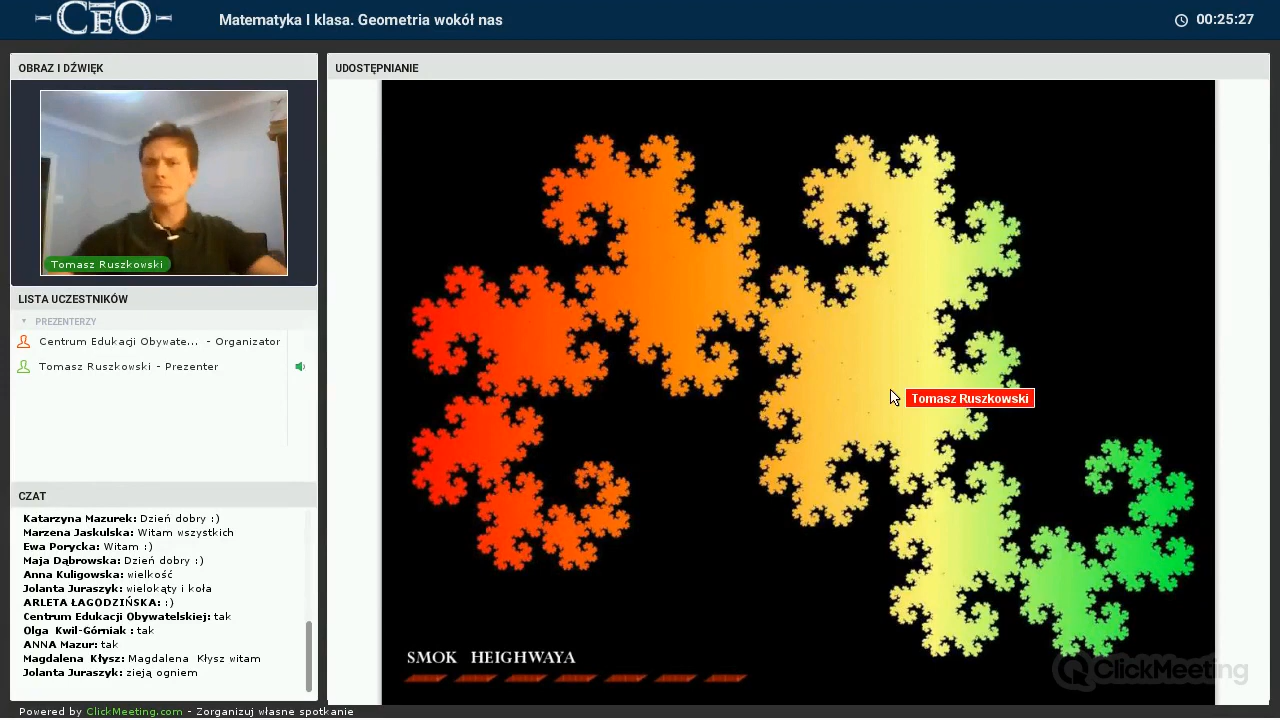 CEO
Matematyka I klasa. Geometria wokół nas
00:25:27
OBRAZ I DŹWIĘK
Tomasz Ruszkowski
LISTA UCZESTNIKÓW
PREZENTERZY
Centrum Edukacji Obywate... - Organizator
Tomasz Ruszkowski - Prezenter
CZAT
Katarzyna Mazurek: Dzień dobry :)
Marzena Jaskulska: Witam wszystkich
Ewa Porycka: Witam :)
Maja Dąbrowska: Dzień dobry :)
Anna Kuligowska: wielkość
Jolanta Juraszyk: wielokąty i koła
ARLETA ŁAGODZIŃSKA: :)
Centrum Edukacji Obywatelskiej: tak
Olga Kwil-Górniak : tak
ANNA Mazur: tak
Magdalena Kłysz: Magdalena Kłysz witam
Jolanta Juraszyk: zieją ogniem
UDOSTĘPNIANIE
Tomasz Ruszkowski
SMOK HEIGHWAYA
ClickMeeting
Powered by ClickMeeting.com - Zorganizuj własne spotkanie